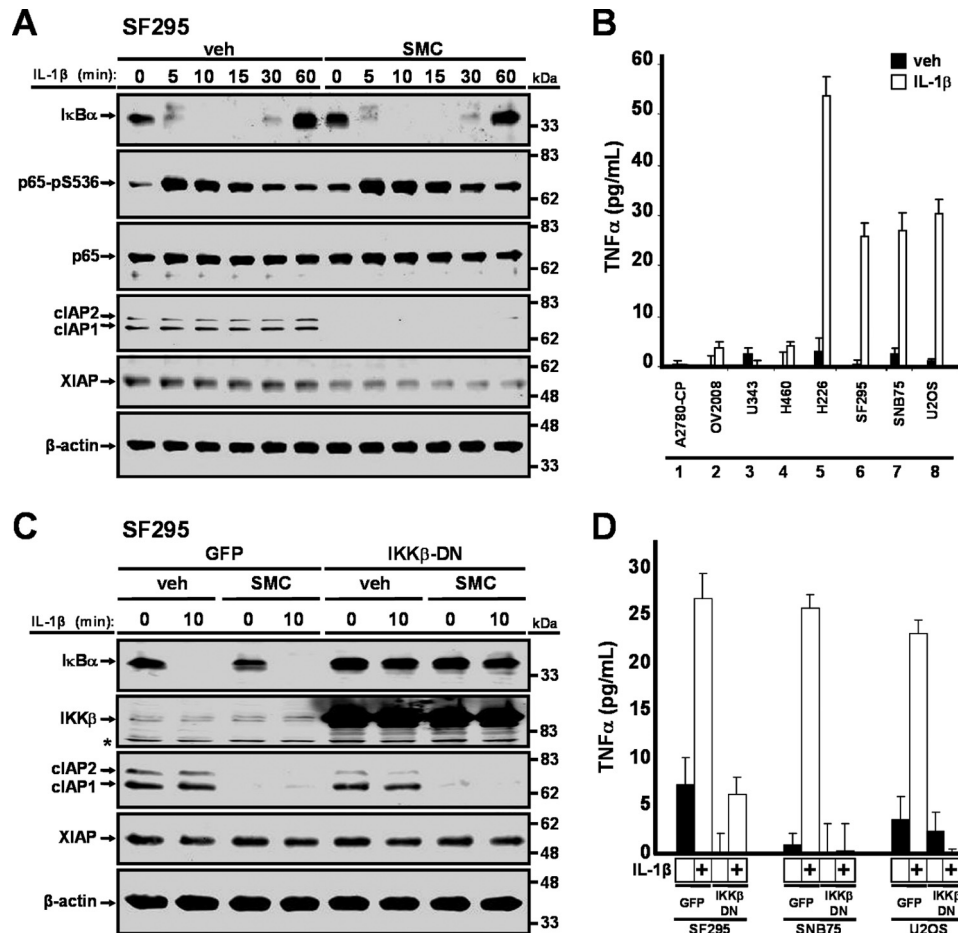 A
SF295
veh SMC
IL-1β (min): 0 5 10 15 30 60 0 5 10 15 30 60 kDa
IκBα 33
83
p65-pS536
62
83
p65
62
cIAP2 83
cIAP1 62
XIAP 62
48
β-actin 48
33
B
veh
IL-1β
TNFα (pg/mL)
60
50
40
30
20
10
0
A2780-CP OV2008 U343 H460 H226 SF295 SNB75 U2OS
1 2 3 4 5 6 7 8
C
SF295
GFP IKKβ-DN
veh SMC veh SMC
IL-1β (min): 0 10 0 10 0 10 0 10 kDa
IκBα 33
IKKβ 83
*
cIAP2 83
cIAP1 62
XIAP 62
48
β-actin 48
33
D
TNFα (pg/mL)
30
25
20
15
10
5
0
IL-1β + + + + + +
GFP IKKβ DN GFP IKKβ DN GFP IKKβ DN
SF295 SNB75 U2OS